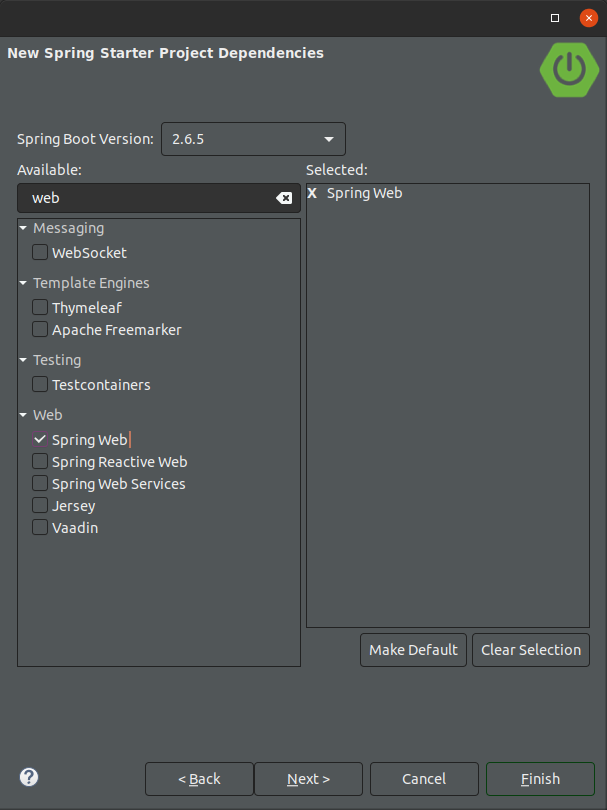 New Spring Starter Project Dependencies
Spring Boot Version: 2.6.5
Available:
Selected:
web
X Spring Web
Messaging
WebSocket
Template Engines
Thymeleaf
Apache Freemarker
Testing
Testcontainers
Web
Spring Web
Spring Reactive Web
Spring Web Services
Jersey
Vaadin
Make Default
Clear Selection
?
< Back
Next >
Cancel
Finish